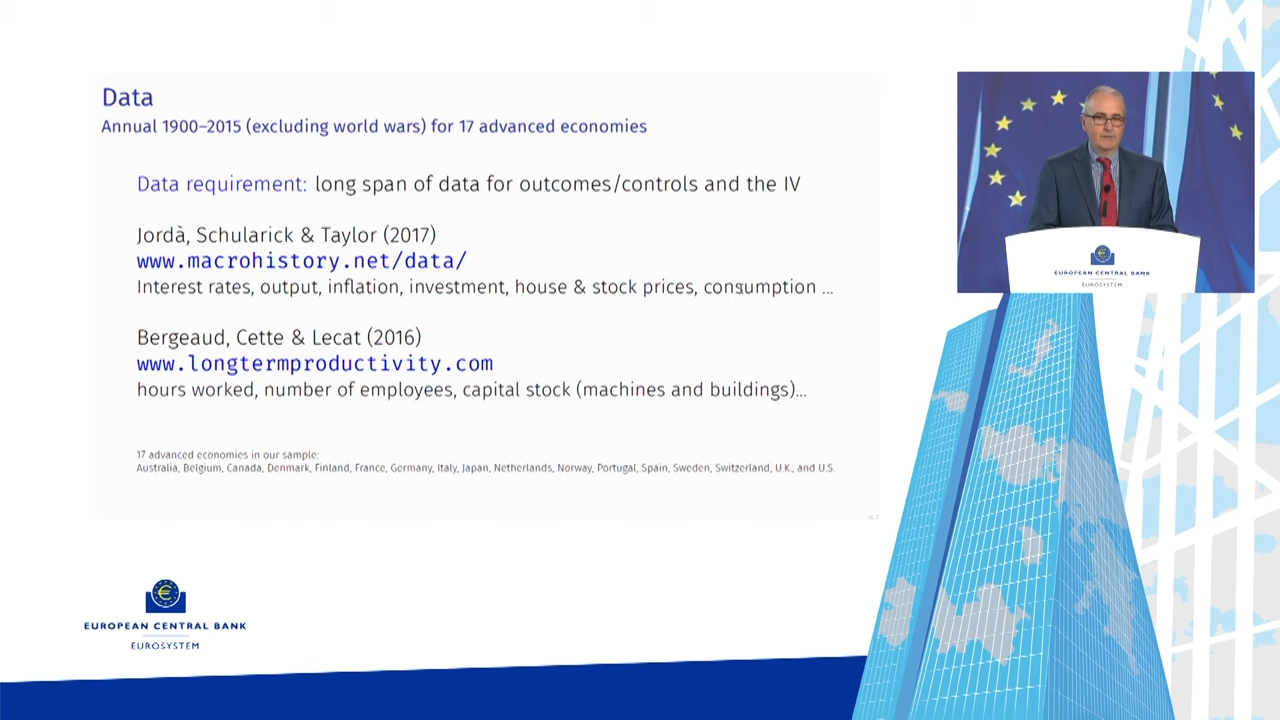 Data
Annual 1900–2015 (excluding world wars) for 17 advanced economies
Data requirement: long span of data for outcomes/controls and the IV
Jordà, Schularick & Taylor (2017)
www.macrohistory.net/data/
Interest rates, output, inflation, investment, house & stock prices, consumption ...
Bergeaud, Cette & Lecat (2016)
www.longtermproductivity.com
hours worked, number of employees, capital stock (machines and buildings)...
17 advanced economies in our sample:
Australia, Belgium, Canada, Denmark, Finland, France, Germany, Italy, Japan, Netherlands, Norway, Portugal, Spain, Sweden, Switzerland, U.K., and U.S.
EUROPEAN CENTRAL BANK
EUROSYSTEM
EUROPEAN CENTRAL BANK
EUROSYSTEM